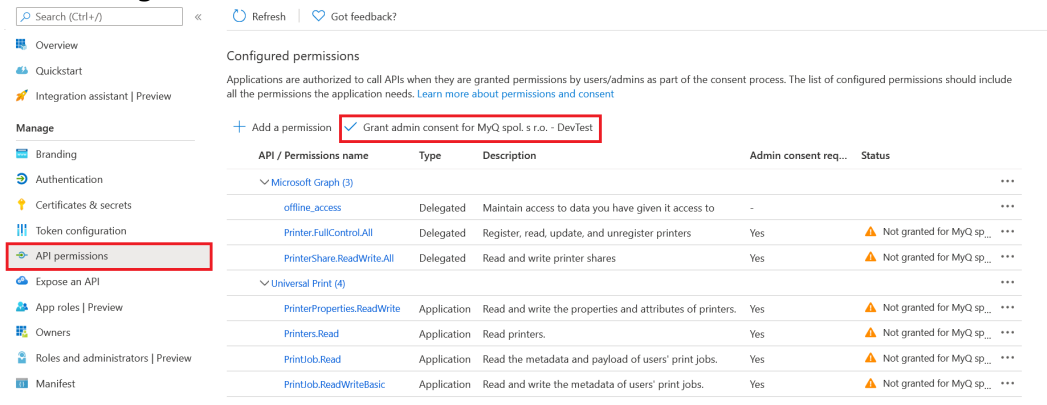 Search (Ctrl+/)
«
Refresh
Got feedback?
Overview
Quickstart
Integration assistant | Preview
Manage
Branding
Authentication
Certificates & secrets
Token configuration
API permissions
Expose an API
App roles | Preview
Owners
Roles and administrators | Preview
Manifest
Configured permissions
Applications are authorized to call APIs when they are granted permissions by users/admins as part of the consent process. The list of configured permissions should include
all the permissions the application needs. Learn more about permissions and consent
Add a permission
Grant admin consent for MyQ spol. s r.o. - DevTest
API / Permissions name Type Description Admin consent req... Status
Microsoft Graph (3)
offline_access Delegated Maintain access to data you have given it access to -
Printer.FullControl.All Delegated Register, read, update, and unregister printers Yes Not granted for MyQ sp...
PrinterShare.ReadWrite.All Delegated Read and write printer shares Yes Not granted for MyQ sp...
Universal Print (4)
PrinterProperties.ReadWrite Application Read and write the properties and attributes of printers. Yes Not granted for MyQ sp...
Printers.Read Application Read printers. Yes Not granted for MyQ sp...
PrintJob.Read Application Read the metadata and payload of users' print jobs. Yes Not granted for MyQ sp...
PrintJob.ReadWriteBasic Application Read and write the metadata of users' print jobs. Yes Not granted for MyQ sp...